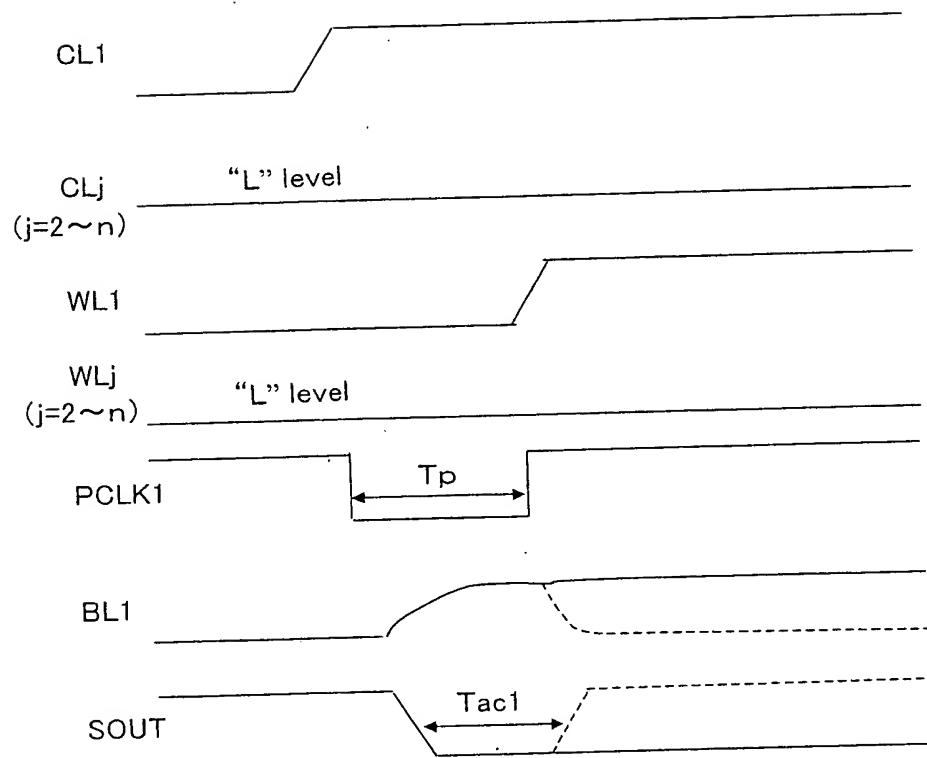 CL1
CLj
(j=2～n)
“L” level
WL1
WLj
(j=2～n)
“L” level
PCLK1
Tp
BL1
SOUT
Tac1